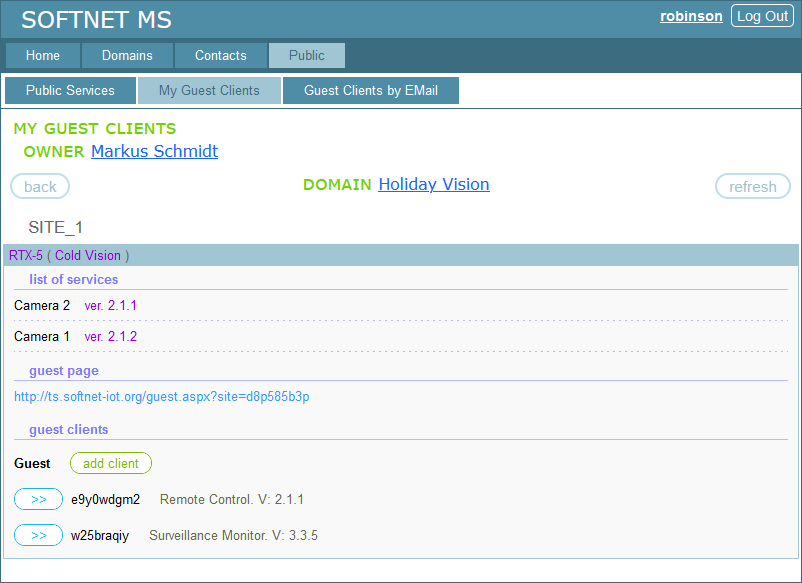 SOFTNET MS
robinson Log Out
Home Domains Contacts Public
Public Services My Guest Clients Guest Clients by EMail
MY GUEST CLIENTS
OWNER Markus Schmidt
back DOMAIN Holiday Vision refresh
SITE_1
RTX-5 ( Cold Vision )
list of services
Camera 2 ver. 2.1.1
Camera 1 ver. 2.1.2
guest page
http://ts.softnet-iot.org/guest.aspx?site=d8p585b3p
guest clients
Guest add client
>> e9y0wdgm2 Remote Control. V: 2.1.1
>> w25braqiy Surveillance Monitor. V: 3.3.5